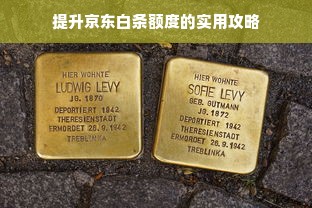 提升京东白条额度的实用攻略
HIER WOHNTE
LUDWIG LEVY
JG. 1870
DEPORTIERT 1942
THERESIENSTADT
ERMORDET 28.9.1942
TREBLINKA
HIER WOHNTE
SOFIE LEVY
GEB. GUTMANN
JG. 1872
DEPORTIERT 1942
THERESIENSTADT
ERMORDET 28.9.1942
TREBLINKA